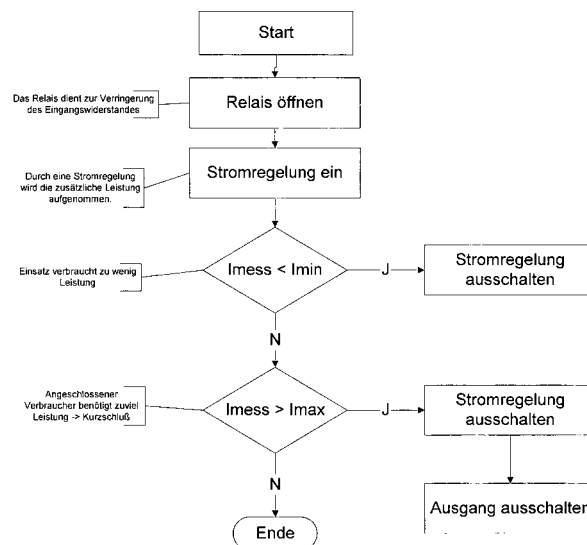 Start
Das Relais dient zur Verringerung
des Eingangswiderstandes
Relais öffnen
Durch eine Stromregelung
wird die zusätzliche Leistung
aufgenommen.
Stromregelung ein
Einsatz verbraucht zu wenig
Leistung
Imess < Imin
J
Stromregelung
ausschalten
N
Angeschlossener
Verbraucher benötigt zuviel
Leistung -> Kurzschluß
Imess > Imax
J
Stromregelung
ausschalten
N
Ausgang ausschalten
Ende